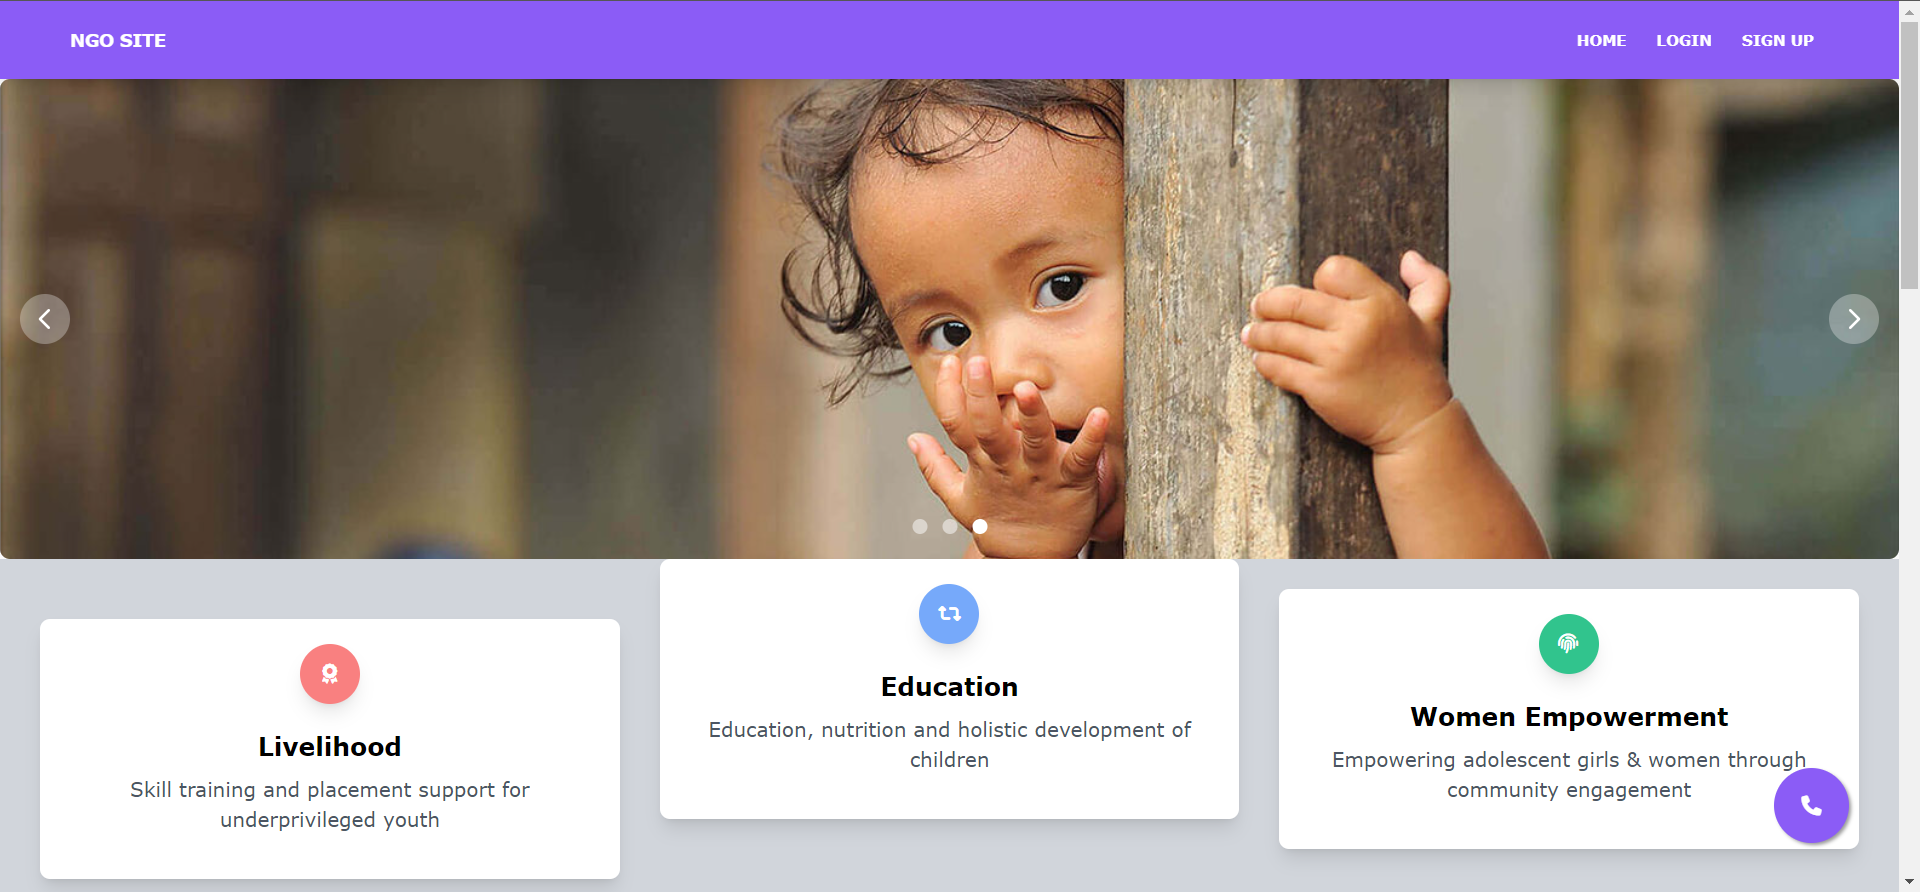 NGO SITE
HOME
LOGIN
SIGN UP
Livelihood
Skill training and placement support for
underprivileged youth
Education
Education, nutrition and holistic development of
children
Women Empowerment
Empowering adolescent girls & women through
community engagement